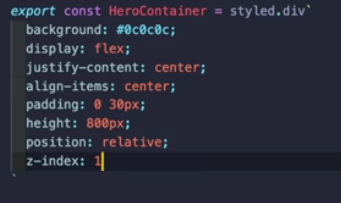 export const HeroContainer = styled.div`
background: #0c0c0c;
display: flex;
justify-content: center;
align-items: center;
padding: 0 30px;
height: 800px;
position: relative;
z-index: 1
`